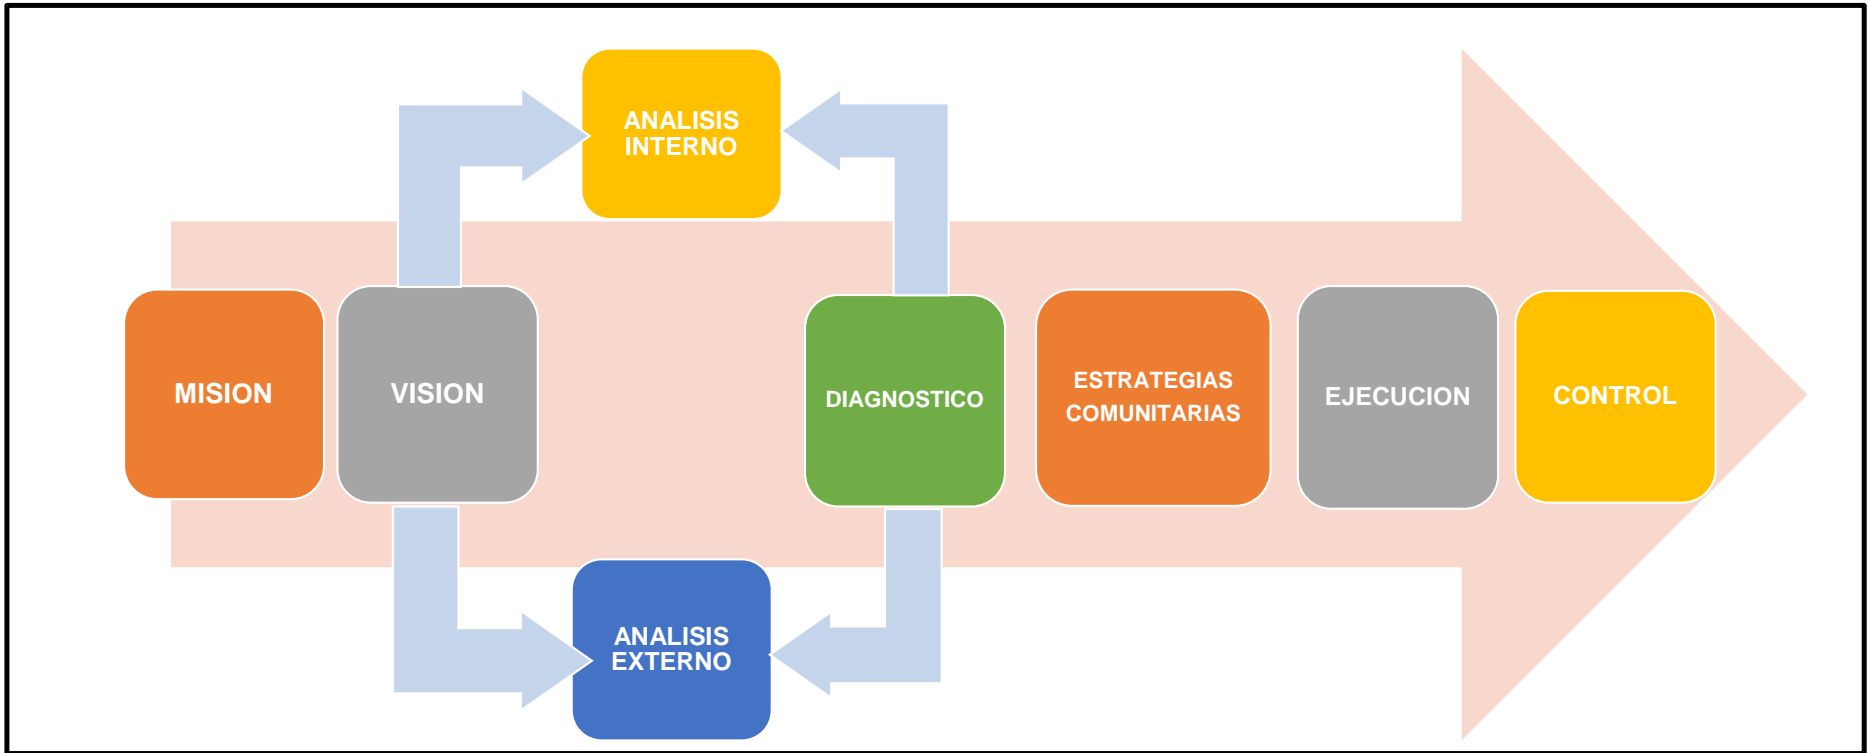 ANALISIS
INTERNO
MISION
VISION
DIAGNOSTICO
ESTRATEGIAS
COMUNITARIAS
EJECUCION
CONTROL
ANALISIS
EXTERNO